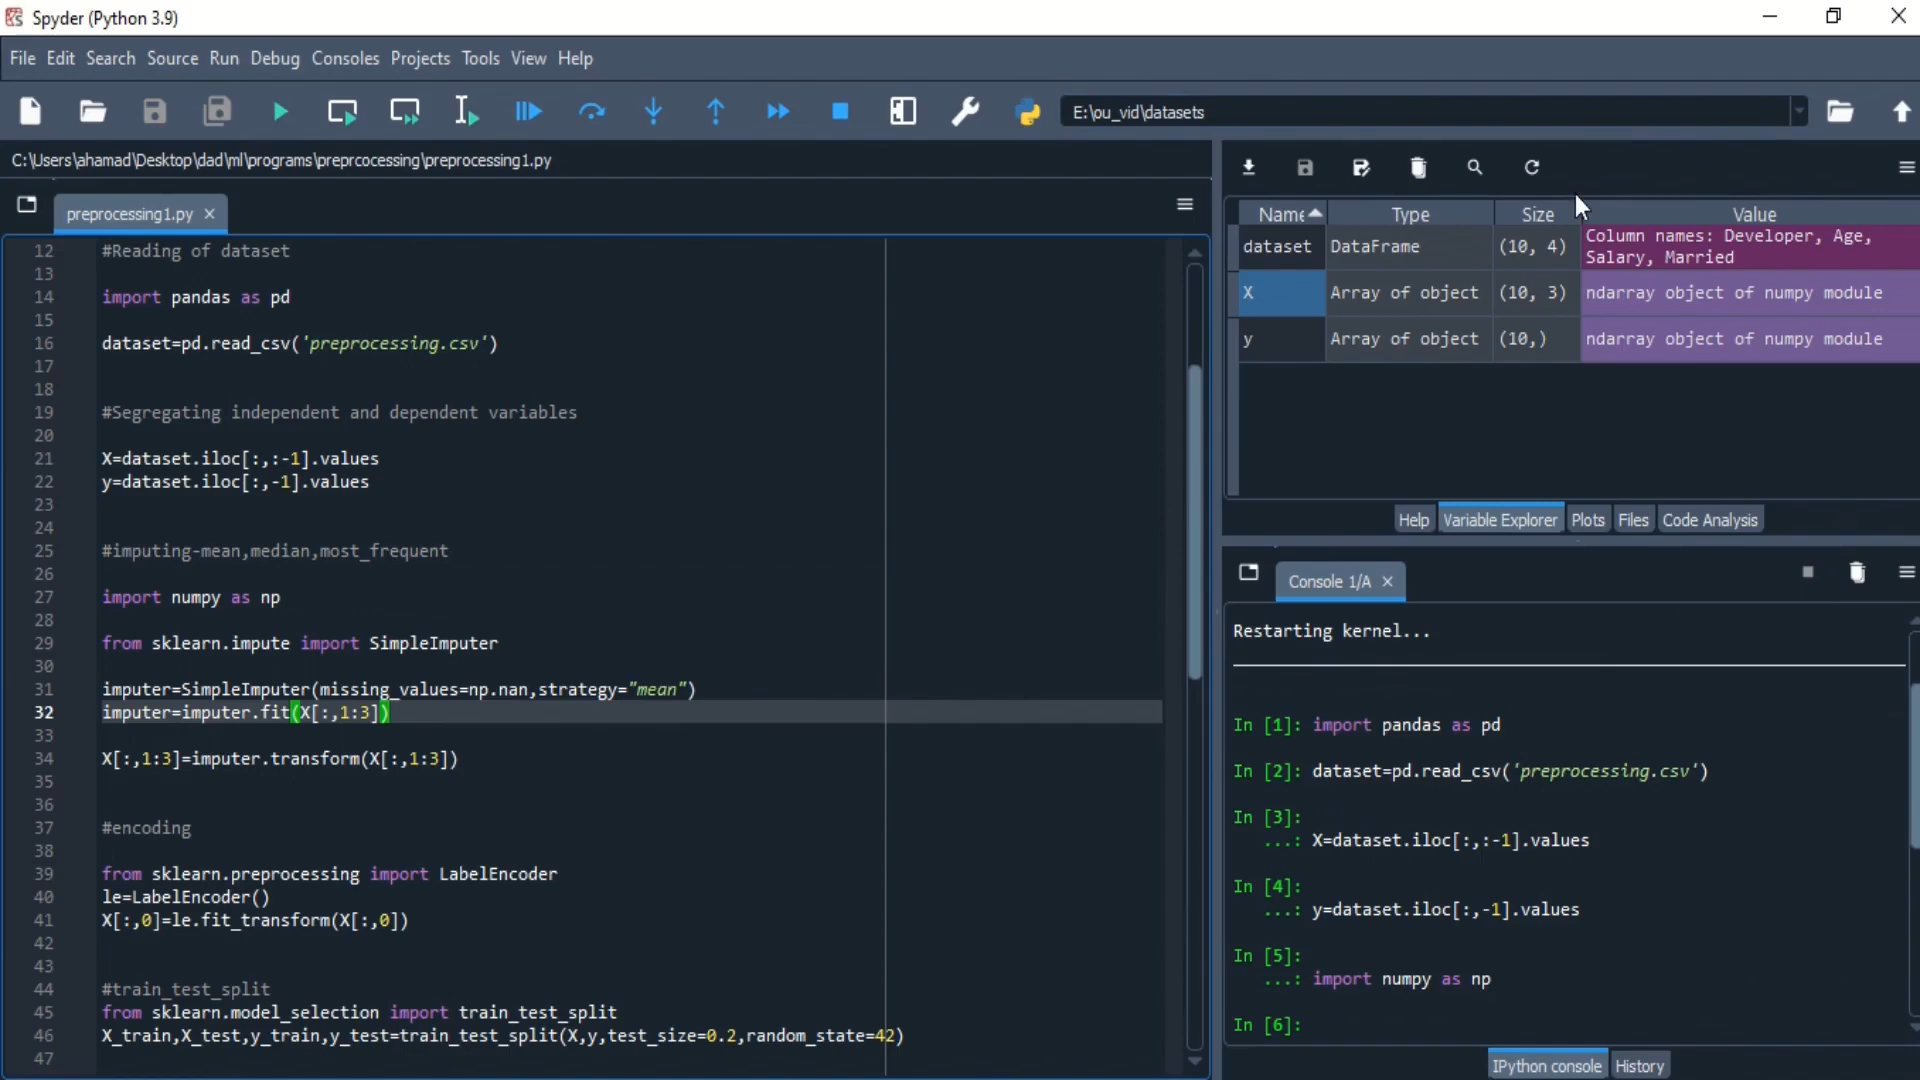 Spyder (Python 3.9)
File Edit Search Source Run Debug Consoles Projects Tools View Help
E:\ou_vid\datasets
C:\Users\ahamad\Desktop\dad\ml\programs\preprcocessing\preprocessing1.py
preprocessing1.py
12 #Reading of dataset
13
14 import pandas as pd
15
16 dataset=pd.read_csv('preprocessing.csv')
17
18
19 #Segregating independent and dependent variables
20
21 X=dataset.iloc[:,:-1].values
22 y=dataset.iloc[:,-1].values
23
24
25 #imputing-mean,median,most_frequent
26
27 import numpy as np
28
29 from sklearn.impute import SimpleImputer
30
31 imputer=SimpleImputer(missing_values=np.nan,strategy="mean")
32 imputer=imputer.fit(X[:,1:3])
33
34 X[:,1:3]=imputer.transform(X[:,1:3])
35
36
37 #encoding
38
39 from sklearn.preprocessing import LabelEncoder
40 le=LabelEncoder()
41 X[:,0]=le.fit_transform(X[:,0])
42
43
44 #train_test_split
45 from sklearn.model_selection import train_test_split
46 X_train,X_test,y_train,y_test=train_test_split(X,y,test_size=0.2,random_state=42)
47
Name Type Size Value
dataset DataFrame (10, 4) Column names: Developer, Age,
Salary, Married
X Array of object (10, 3) ndarray object of numpy module
y Array of object (10,) ndarray object of numpy module
Help Variable Explorer Plots Files Code Analysis
Console 1/A
Restarting kernel...
In [1]: import pandas as pd
In [2]: dataset=pd.read_csv('preprocessing.csv')
In [3]:
...: X=dataset.iloc[:,:-1].values
In [4]:
...: y=dataset.iloc[:,-1].values
In [5]:
...: import numpy as np
In [6]:
IPython console History